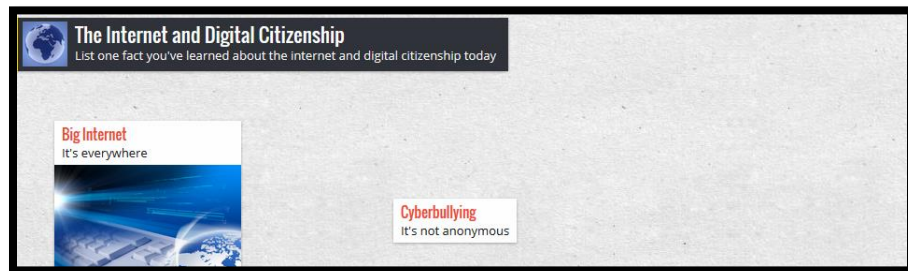 The Internet and Digital Citizenship
List one fact you've learned about the internet and digital citizenship today
Big Internet
It's everywhere
Cyberbullying
It's not anonymous